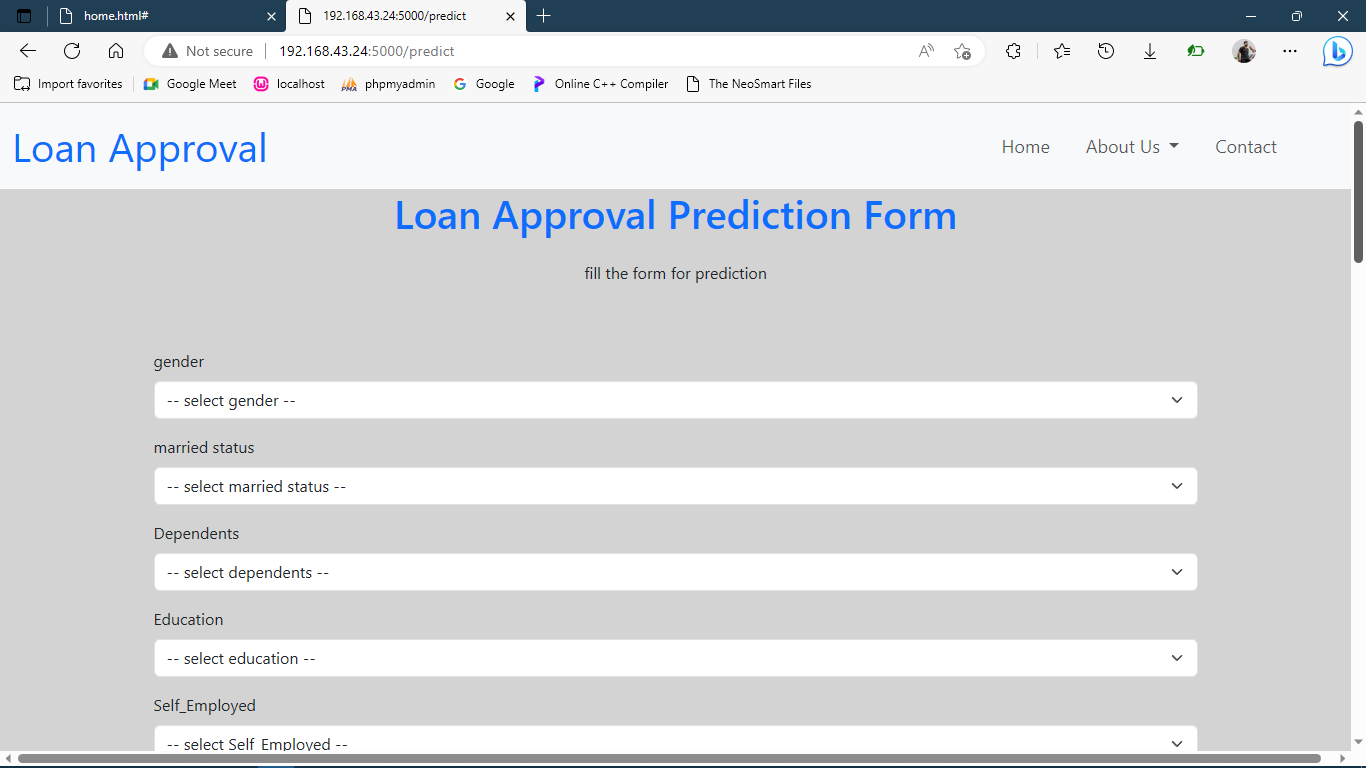 home.html#
192.168.43.24:5000/predict
Not secure
192.168.43.24:5000/predict
Import favorites
Google Meet
localhost
phpmyadmin
Google
Online C++ Compiler
The NeoSmart Files
Loan Approval
Home
About Us
Contact
Loan Approval Prediction Form
fill the form for prediction
gender
-- select gender --
married status
-- select married status --
Dependents
-- select dependents --
Education
-- select education --
Self_Employed
-- select Self_Employed --